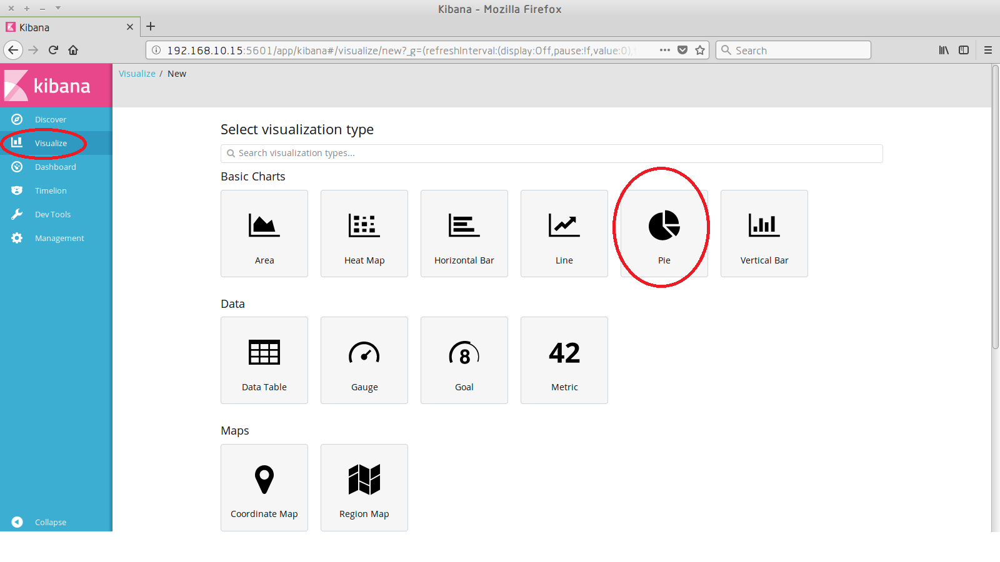 Kibana - Mozilla Firefox
Kibana
192.168.10.15:5601/app/kibana#/visualize/new?_g=(refreshInterval:(display:Off,pause:!f,value:0),
Search
kibana
Visualize / New
Discover
Visualize
Dashboard
Timelion
Dev Tools
Management
Collapse
Select visualization type
Search visualization types...
Basic Charts
Area
Heat Map
Horizontal Bar
Line
Pie
Vertical Bar
Data
8
42
Data Table
Gauge
Goal
Metric
Maps
Coordinate Map
Region Map